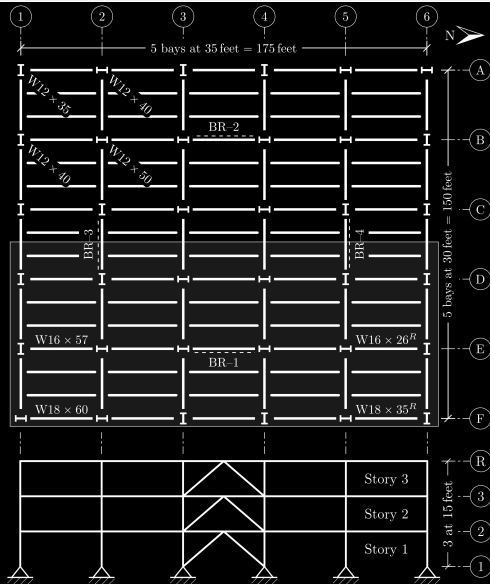 1 2 3 4 5 6
N
5 bays at 35 feet = 175 feet
A
W12 × 35 W12 × 40
BR–2
B
W12 × 40 W12 × 50
C
BR–3 BR–4
5 bays at 30 feet = 150 feet
D
W16 × 57 W16 × 26ᴿ
E
BR–1
W18 × 60 W18 × 35ᴿ
F
R
Story 3
3
Story 2
3 at 15 feet
2
Story 1
1